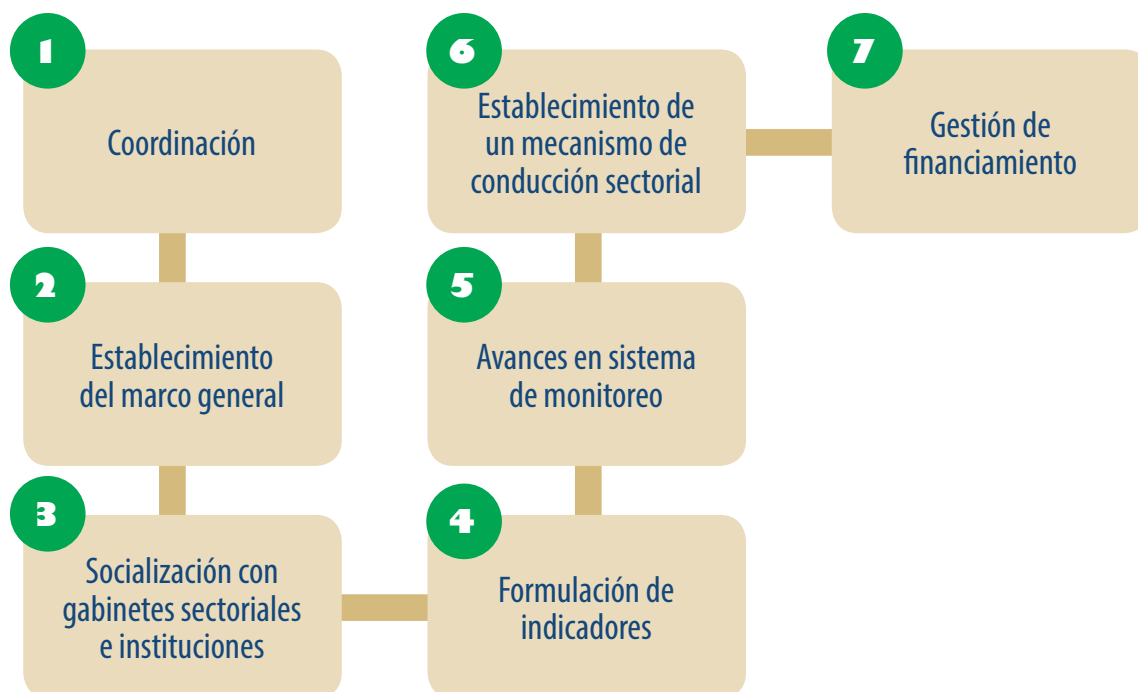 1
Coordinación
2
Establecimiento
del marco general
3
Socialización con
gabinetes sectoriales
e instituciones
4
Formulación de
indicadores
5
Avances en sistema
de monitoreo
6
Establecimiento de
un mecanismo de
conducción sectorial
7
Gestión de
financiamiento